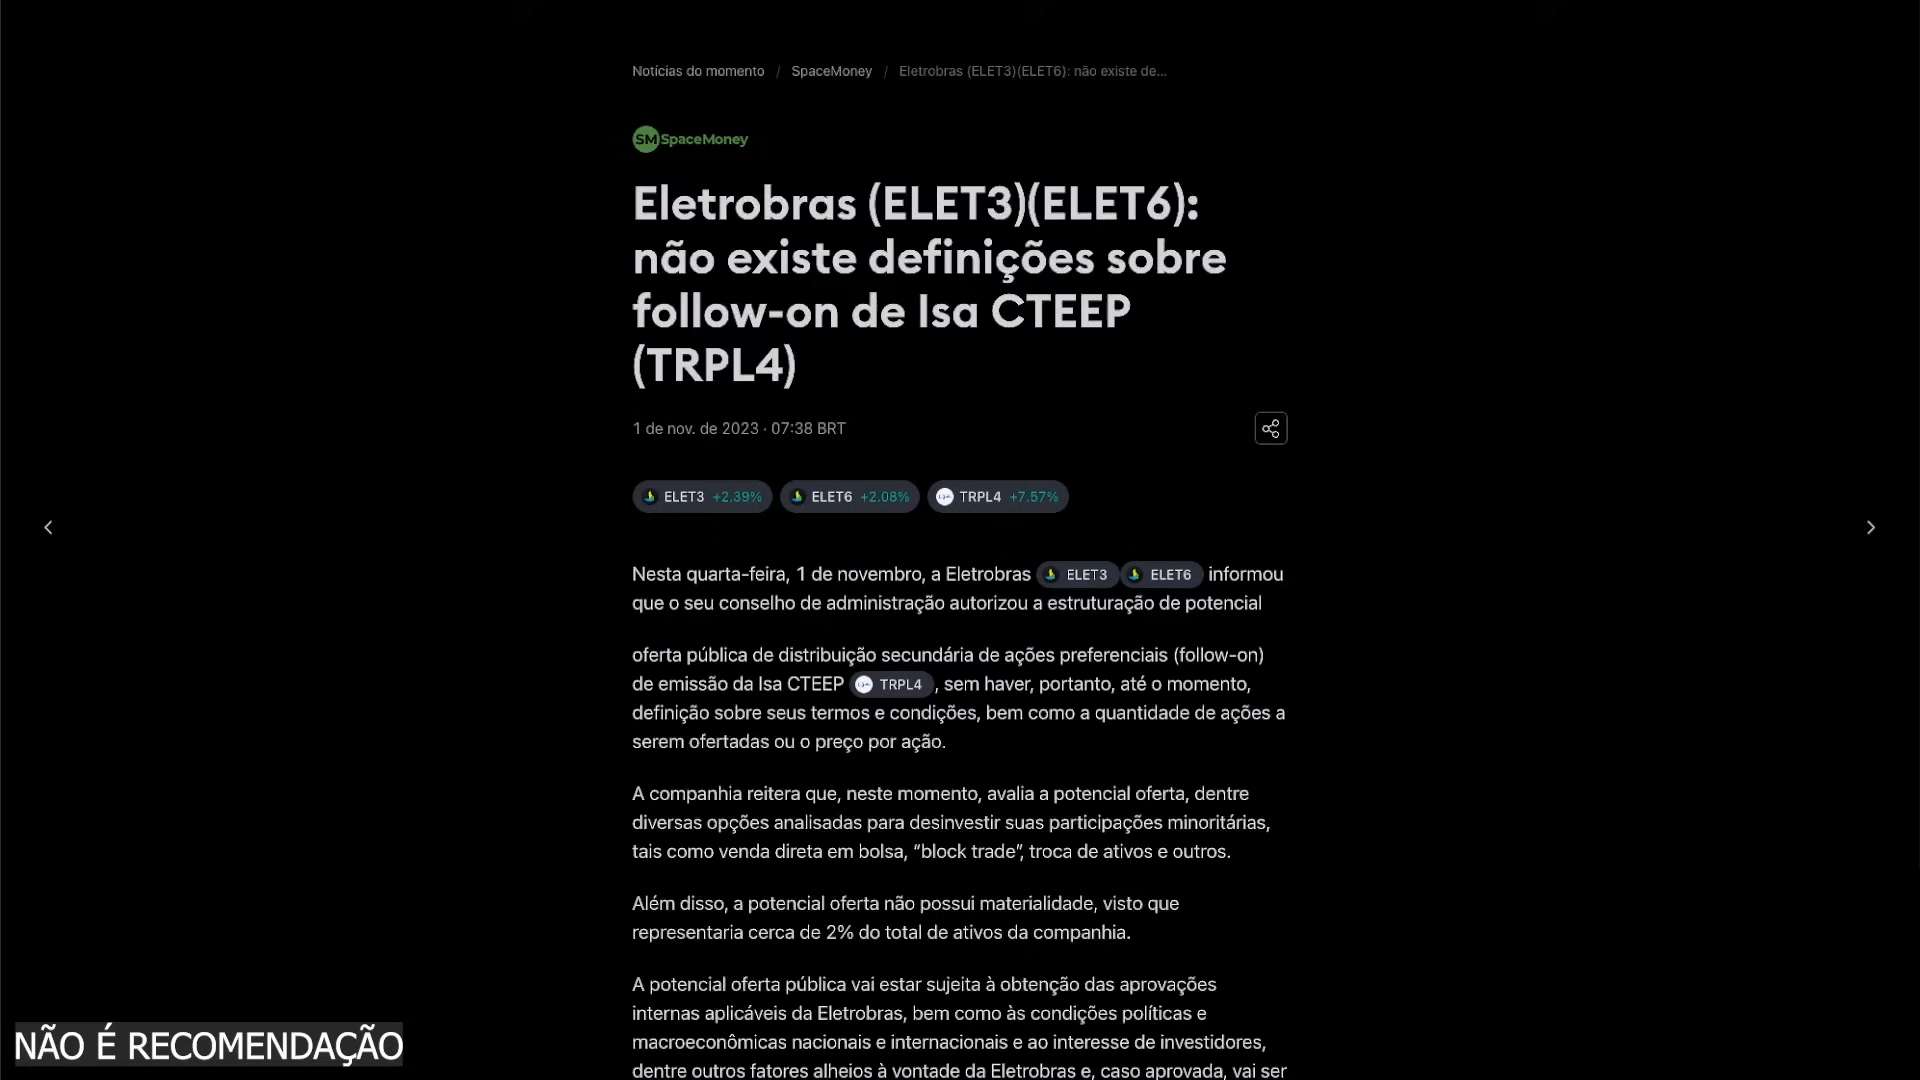 Notícias do momento / SpaceMoney / Eletrobras (ELET3)(ELET6): não existe de...
SM SpaceMoney
Eletrobras (ELET3)(ELET6):
não existe definições sobre
follow-on de Isa CTEEP
(TRPL4)
1 de nov. de 2023 · 07:38 BRT
ELET3 +2.39% ELET6 +2.08% TRPL4 +7.57%
Nesta quarta-feira, 1 de novembro, a Eletrobras ELET3 ELET6 informou
que o seu conselho de administração autorizou a estruturação de potencial
oferta pública de distribuição secundária de ações preferenciais (follow-on)
de emissão da Isa CTEEP TRPL4 , sem haver, portanto, até o momento,
definição sobre seus termos e condições, bem como a quantidade de ações a
serem ofertadas ou o preço por ação.
A companhia reitera que, neste momento, avalia a potencial oferta, dentre
diversas opções analisadas para desinvestir suas participações minoritárias,
tais como venda direta em bolsa, “block trade”, troca de ativos e outros.
Além disso, a potencial oferta não possui materialidade, visto que
representaria cerca de 2% do total de ativos da companhia.
A potencial oferta pública vai estar sujeita à obtenção das aprovações
internas aplicáveis da Eletrobras, bem como às condições políticas e
macroeconômicas nacionais e internacionais e ao interesse de investidores,
dentre outros fatores alheios à vontade da Eletrobras e, caso aprovada, vai ser
NÃO É RECOMENDAÇÃO